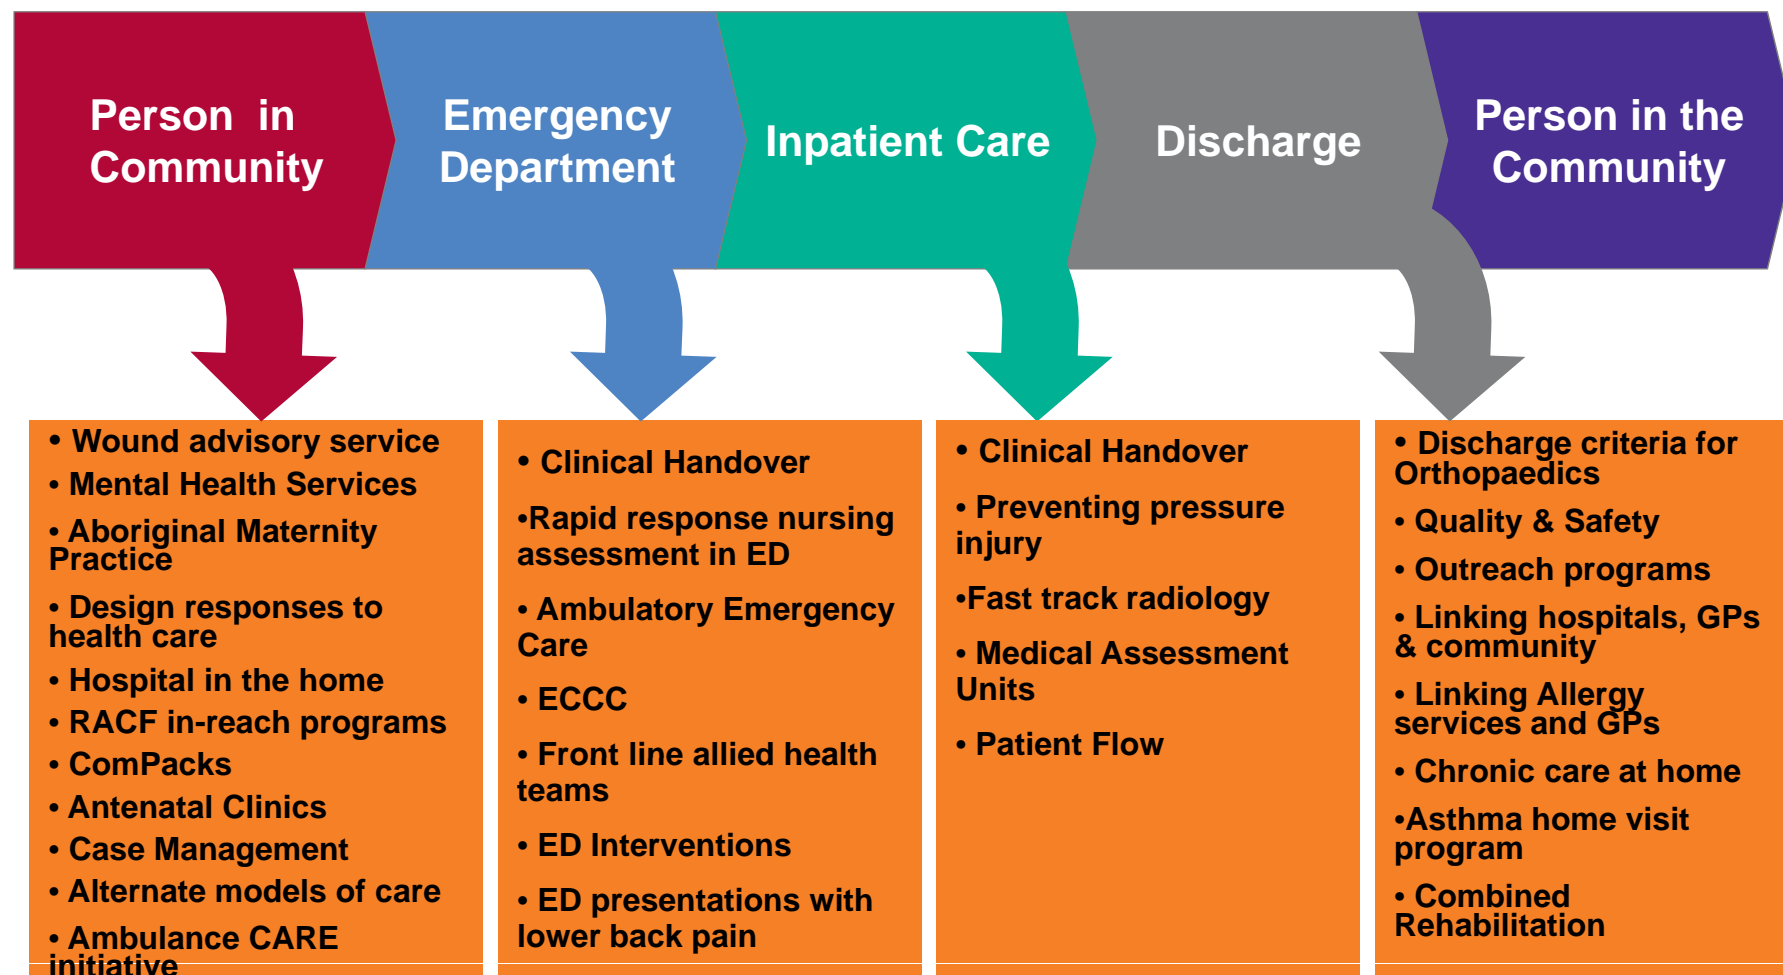 Person in
Community
Emergency
Department
Inpatient Care
Discharge
Person in the
Community
• Wound advisory service
• Mental Health Services
• Aboriginal Maternity
Practice
• Design responses to
health care
• Hospital in the home
• RACF in-reach programs
• ComPacks
• Antenatal Clinics
• Case Management
• Alternate models of care
• Ambulance CARE
initiative
• Clinical Handover
•Rapid response nursing
assessment in ED
• Ambulatory Emergency
Care
• ECCC
• Front line allied health
teams
• ED Interventions
• ED presentations with
lower back pain
• Clinical Handover
• Preventing pressure
injury
•Fast track radiology
• Medical Assessment
Units
• Patient Flow
• Discharge criteria for
Orthopaedics
• Quality & Safety
• Outreach programs
• Linking hospitals, GPs
& community
• Linking Allergy
services and GPs
• Chronic care at home
•Asthma home visit
program
• Combined
Rehabilitation